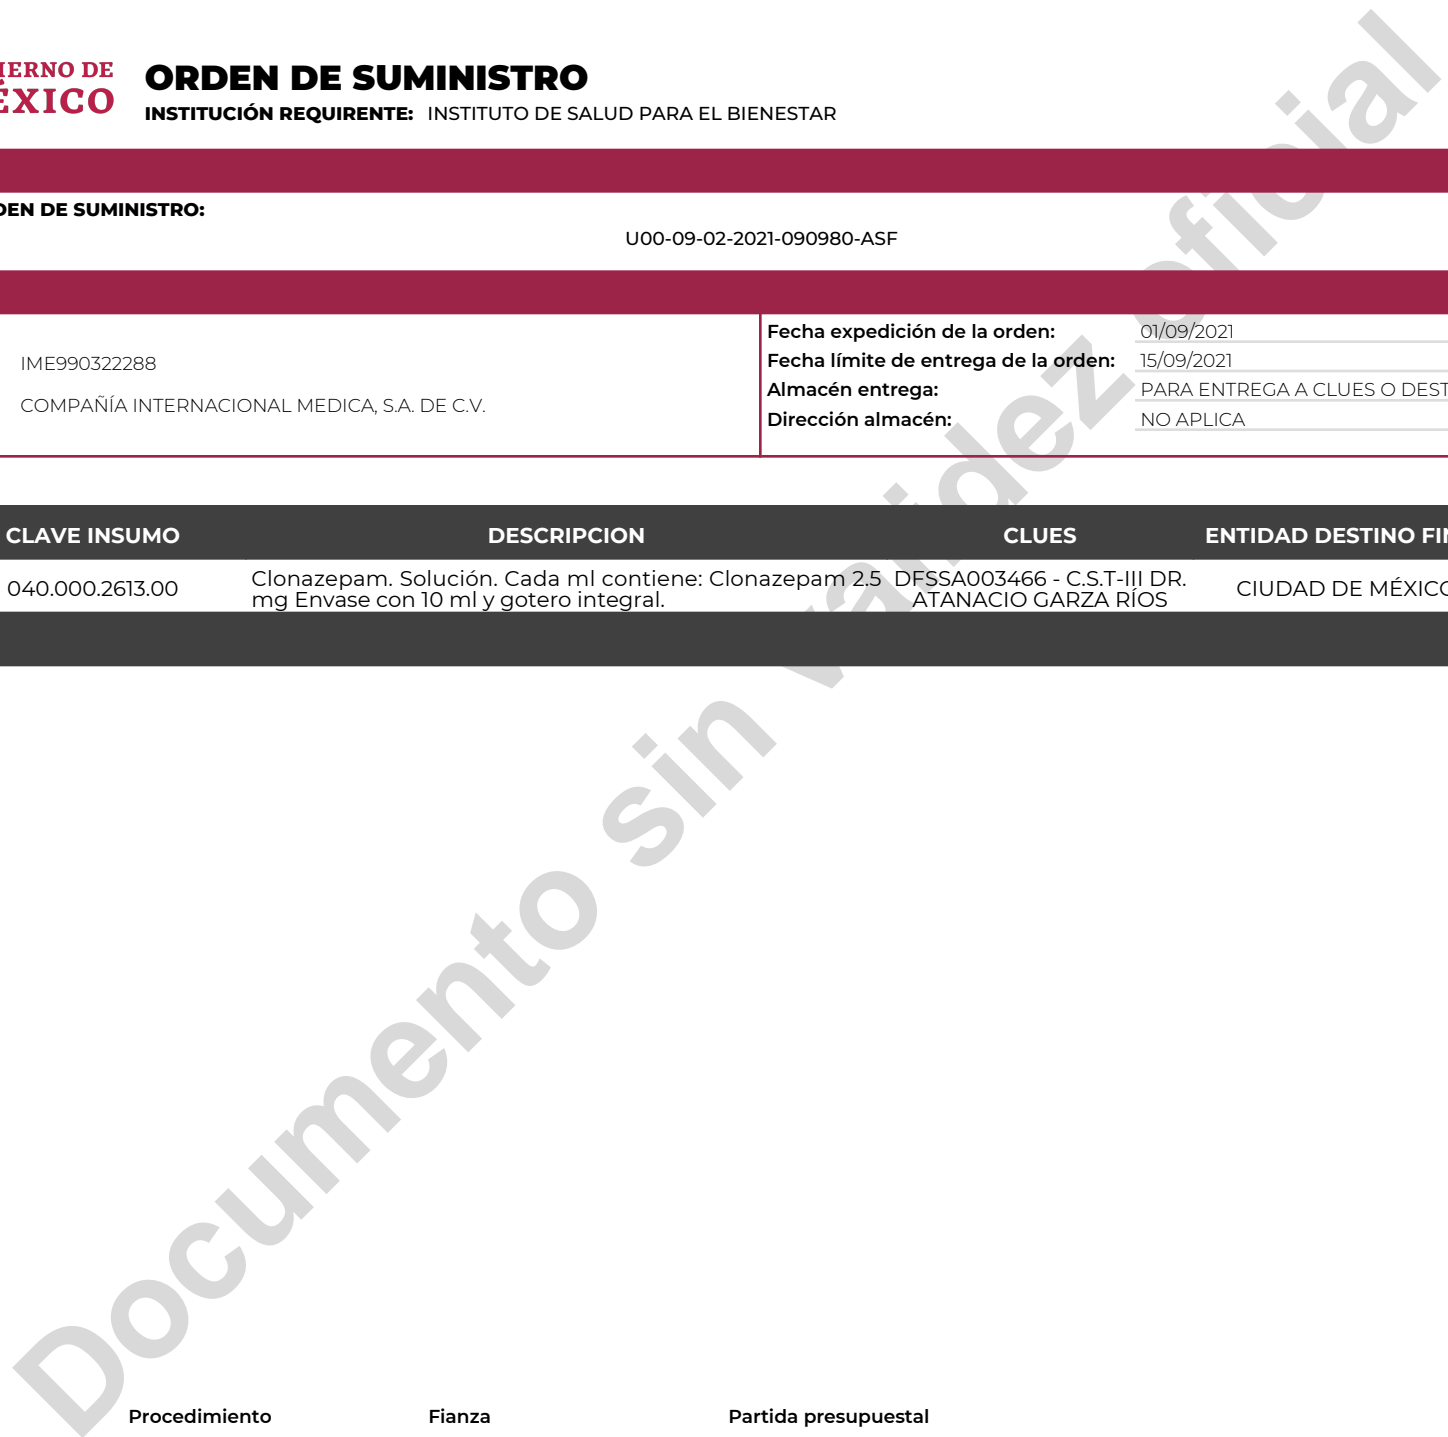 IERNO DE
ÉXICO
ORDEN DE SUMINISTRO
INSTITUCIÓN REQUIRENTE: INSTITUTO DE SALUD PARA EL BIENESTAR
DEN DE SUMINISTRO:
U00-09-02-2021-090980-ASF
IME990322288
COMPAÑÍA INTERNACIONAL MEDICA, S.A. DE C.V.
Fecha expedición de la orden: 01/09/2021
Fecha límite de entrega de la orden: 15/09/2021
Almacén entrega: PARA ENTREGA A CLUES O DEST
Dirección almacén: NO APLICA
CLAVE INSUMO DESCRIPCION CLUES ENTIDAD DESTINO FIN
040.000.2613.00 Clonazepam. Solución. Cada ml contiene: Clonazepam 2.5 DFSSA003466 - C.S.T-III DR. CIUDAD DE MÉXICO
mg Envase con 10 ml y gotero integral. ATANACIO GARZA RÍOS
Documento sin validez oficial
Procedimiento Fianza Partida presupuestal